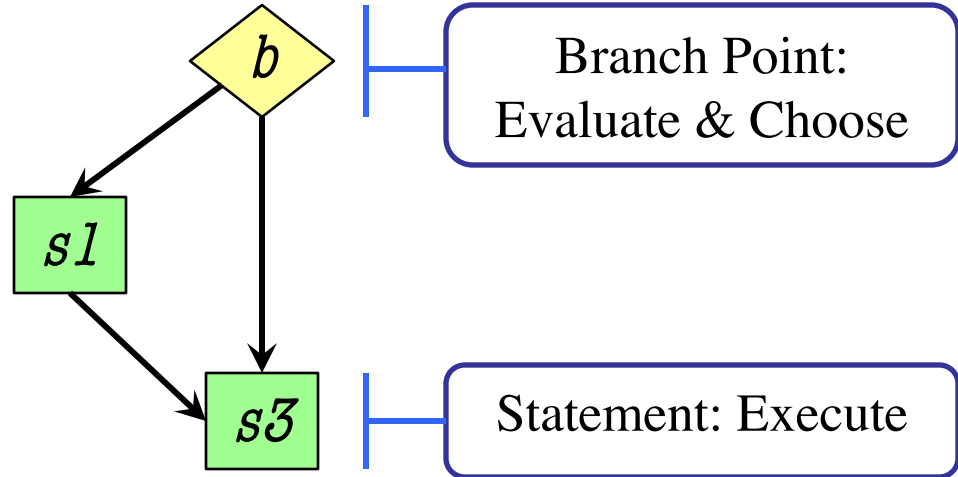 b
Branch Point:
Evaluate & Choose
s1
s3
Statement: Execute